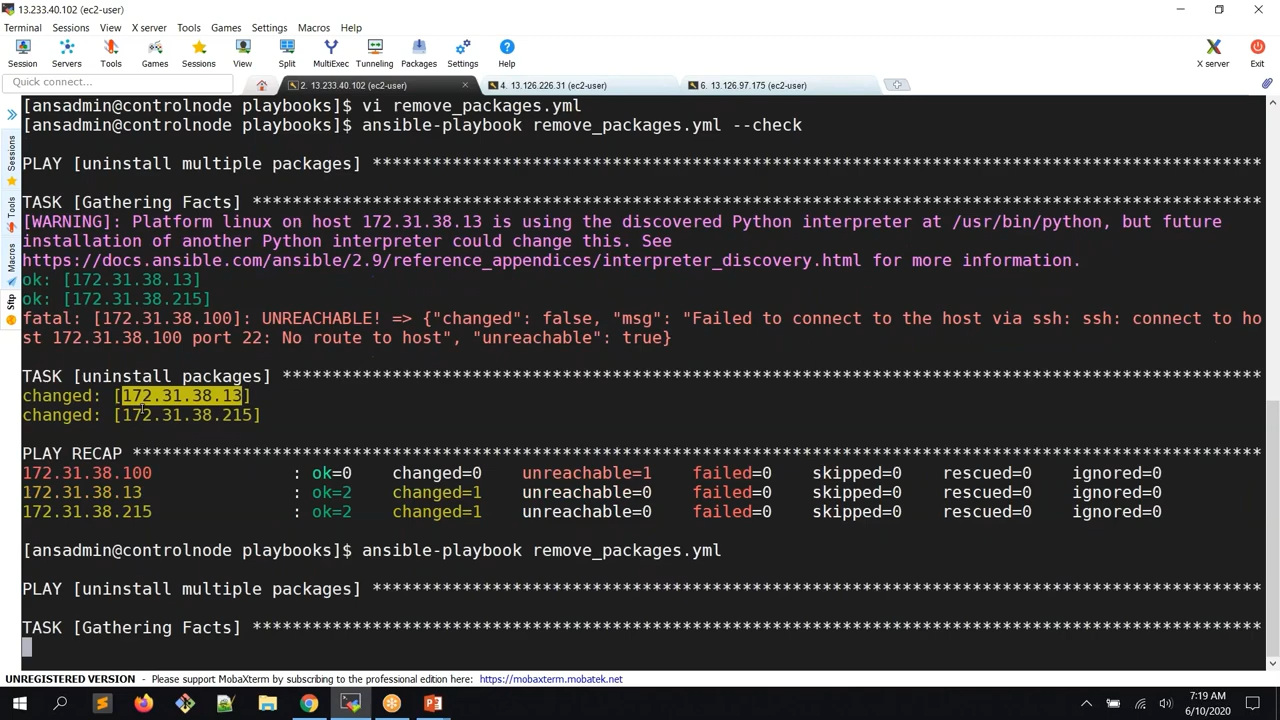 13.233.40.102 (ec2-user)
Terminal Sessions View X server Tools Games Settings Macros Help
Session Servers Tools Games Sessions View Split MultiExec Tunneling Packages Settings Help X server Exit
Quick connect...
2. 13.233.40.102 (ec2-user)
4. 13.126.226.31 (ec2-user)
6. 13.126.97.175 (ec2-user)
Sessions
Tools
Macros
Sftp
[ansadmin@controlnode playbooks]$ vi remove_packages.yml
[ansadmin@controlnode playbooks]$ ansible-playbook remove_packages.yml --check
PLAY [uninstall multiple packages] *****************************************************************************************
TASK [Gathering Facts] *****************************************************************************************************
[WARNING]: Platform linux on host 172.31.38.13 is using the discovered Python interpreter at /usr/bin/python, but future
installation of another Python interpreter could change this. See
https://docs.ansible.com/ansible/2.9/reference_appendices/interpreter_discovery.html for more information.
ok: [172.31.38.13]
ok: [172.31.38.215]
fatal: [172.31.38.100]: UNREACHABLE! => {"changed": false, "msg": "Failed to connect to the host via ssh: ssh: connect to ho
st 172.31.38.100 port 22: No route to host", "unreachable": true}
TASK [uninstall packages] **************************************************************************************************
changed: [172.31.38.13]
changed: [172.31.38.215]
PLAY RECAP *****************************************************************************************************************
172.31.38.100 : ok=0 changed=0 unreachable=1 failed=0 skipped=0 rescued=0 ignored=0
172.31.38.13 : ok=2 changed=1 unreachable=0 failed=0 skipped=0 rescued=0 ignored=0
172.31.38.215 : ok=2 changed=1 unreachable=0 failed=0 skipped=0 rescued=0 ignored=0
[ansadmin@controlnode playbooks]$ ansible-playbook remove_packages.yml
PLAY [uninstall multiple packages] *****************************************************************************************
TASK [Gathering Facts] *****************************************************************************************************
UNREGISTERED VERSION - Please support MobaXterm by subscribing to the professional edition here: https://mobaxterm.mobatek.net
7:19 AM
6/10/2020